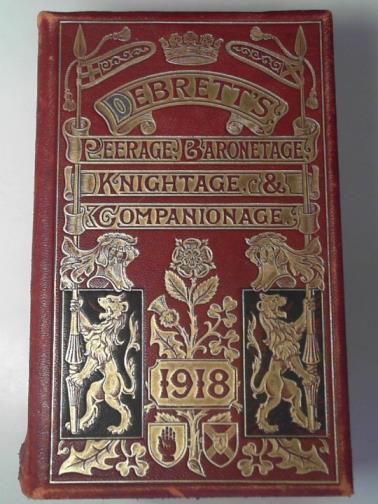 DEBRETT'S
PEERAGE, BARONETAGE,
KNIGHTAGE, &
COMPANIONAGE.
1918